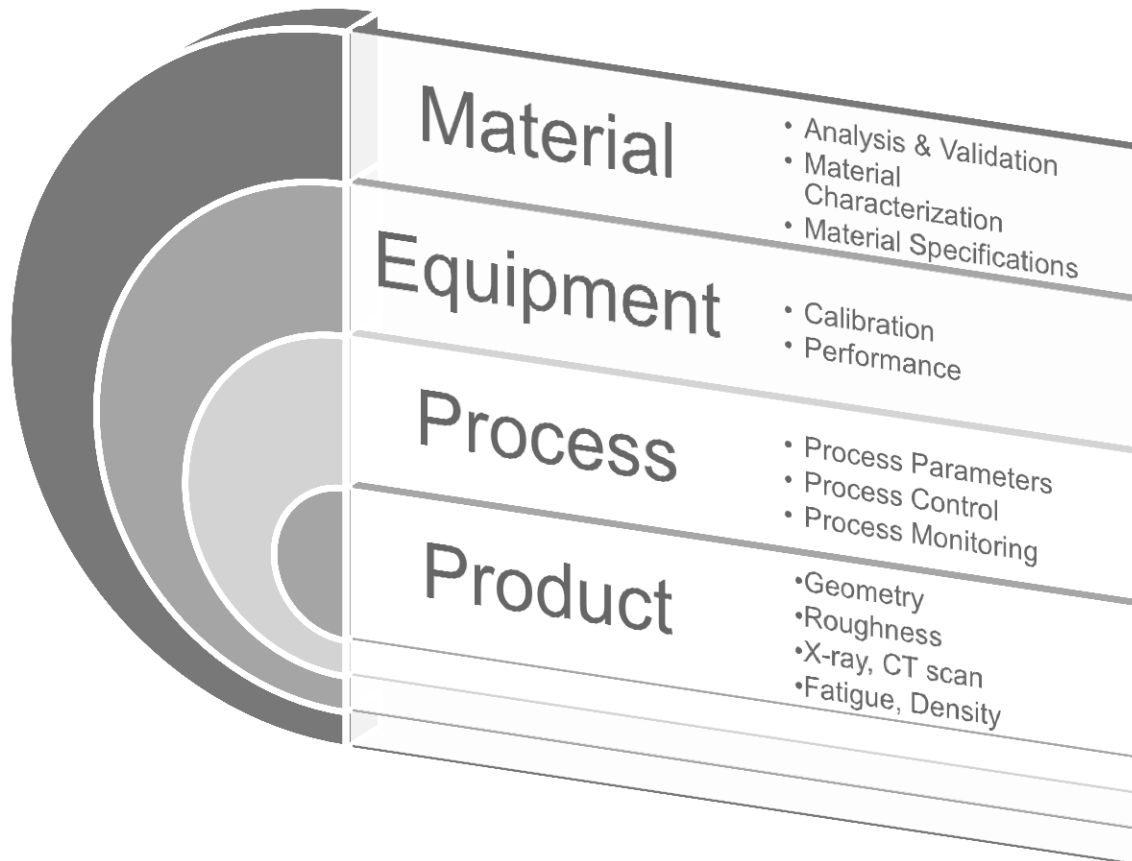 Material
• Analysis & Validation
• Material
Characterization
• Material Specifications
Equipment
• Calibration
• Performance
Process
• Process Parameters
• Process Control
• Process Monitoring
Product
•Geometry
•Roughness
•X-ray, CT scan
•Fatigue, Density